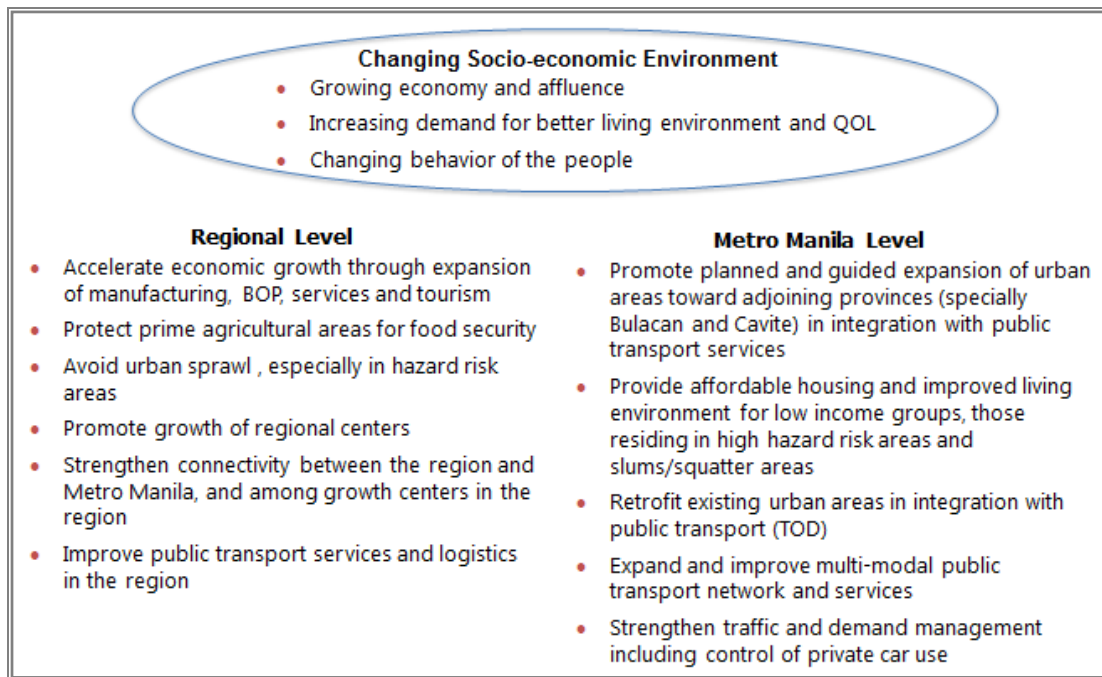 Changing Socio-economic Environment
• Growing economy and affluence
• Increasing demand for better living environment and QOL
• Changing behavior of the people
Regional Level
• Accelerate economic growth through expansion
of manufacturing, BOP, services and tourism
• Protect prime agricultural areas for food security
• Avoid urban sprawl , especially in hazard risk
areas
• Promote growth of regional centers
• Strengthen connectivity between the region and
Metro Manila, and among growth centers in the
region
• Improve public transport services and logistics
in the region
Metro Manila Level
• Promote planned and guided expansion of urban
areas toward adjoining provinces (specially
Bulacan and Cavite) in integration with public
transport services
• Provide affordable housing and improved living
environment for low income groups, those
residing in high hazard risk areas and
slums/squatter areas
• Retrofit existing urban areas in integration with
public transport (TOD)
• Expand and improve multi-modal public
transport network and services
• Strengthen traffic and demand management
including control of private car use